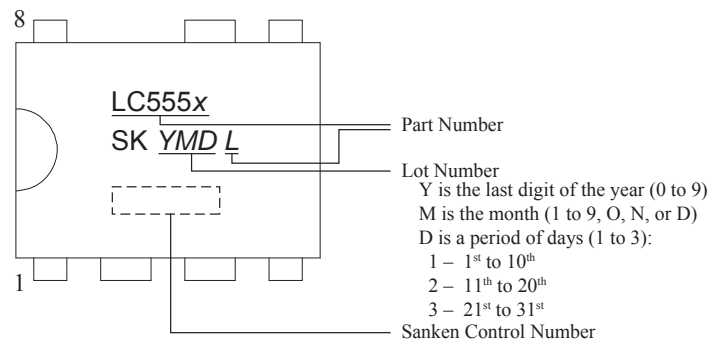 8
LC555x
SK YMD L
1
Part Number
Lot Number
Y is the last digit of the year (0 to 9)
M is the month (1 to 9, O, N, or D)
D is a period of days (1 to 3):
1 – 1st to 10th
2 – 11th to 20th
3 – 21st to 31st
Sanken Control Number